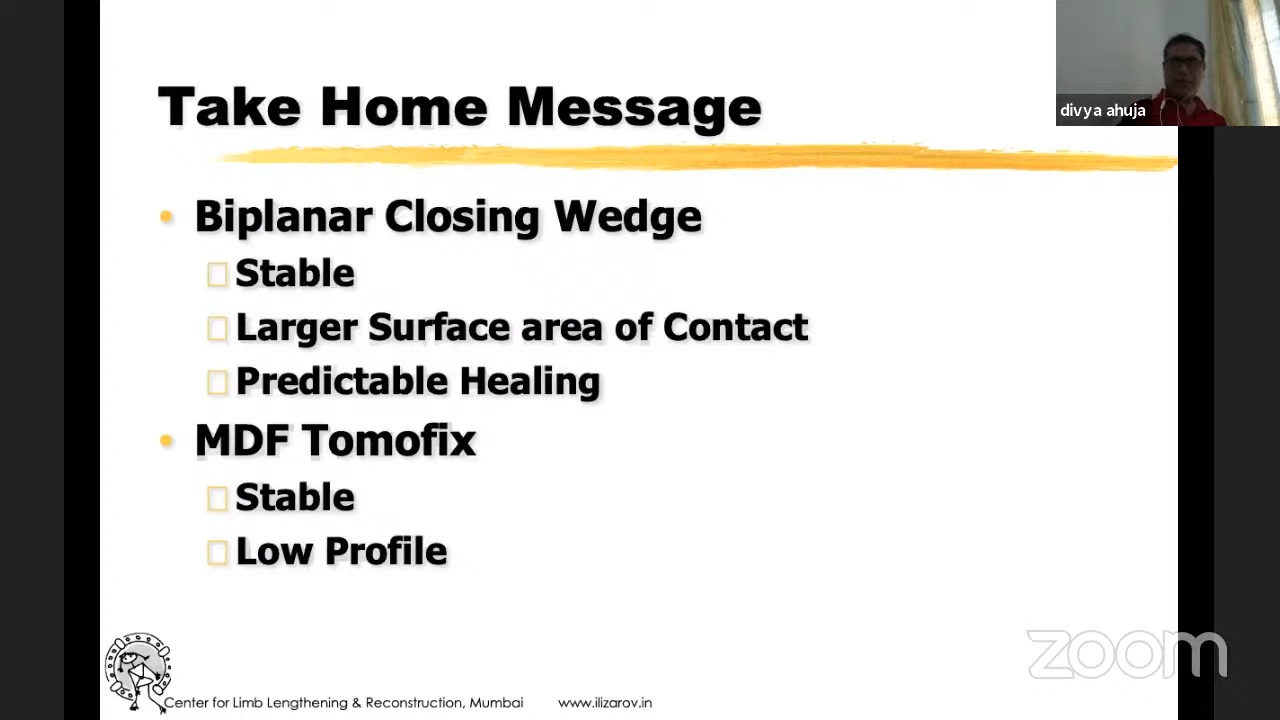 Take Home Message
divya ahuja
• Biplanar Closing Wedge
Stable
Larger Surface area of Contact
Predictable Healing
• MDF Tomofix
Stable
Low Profile
zoom
Center for Limb Lengthening & Reconstruction, Mumbai www.ilizarov.in